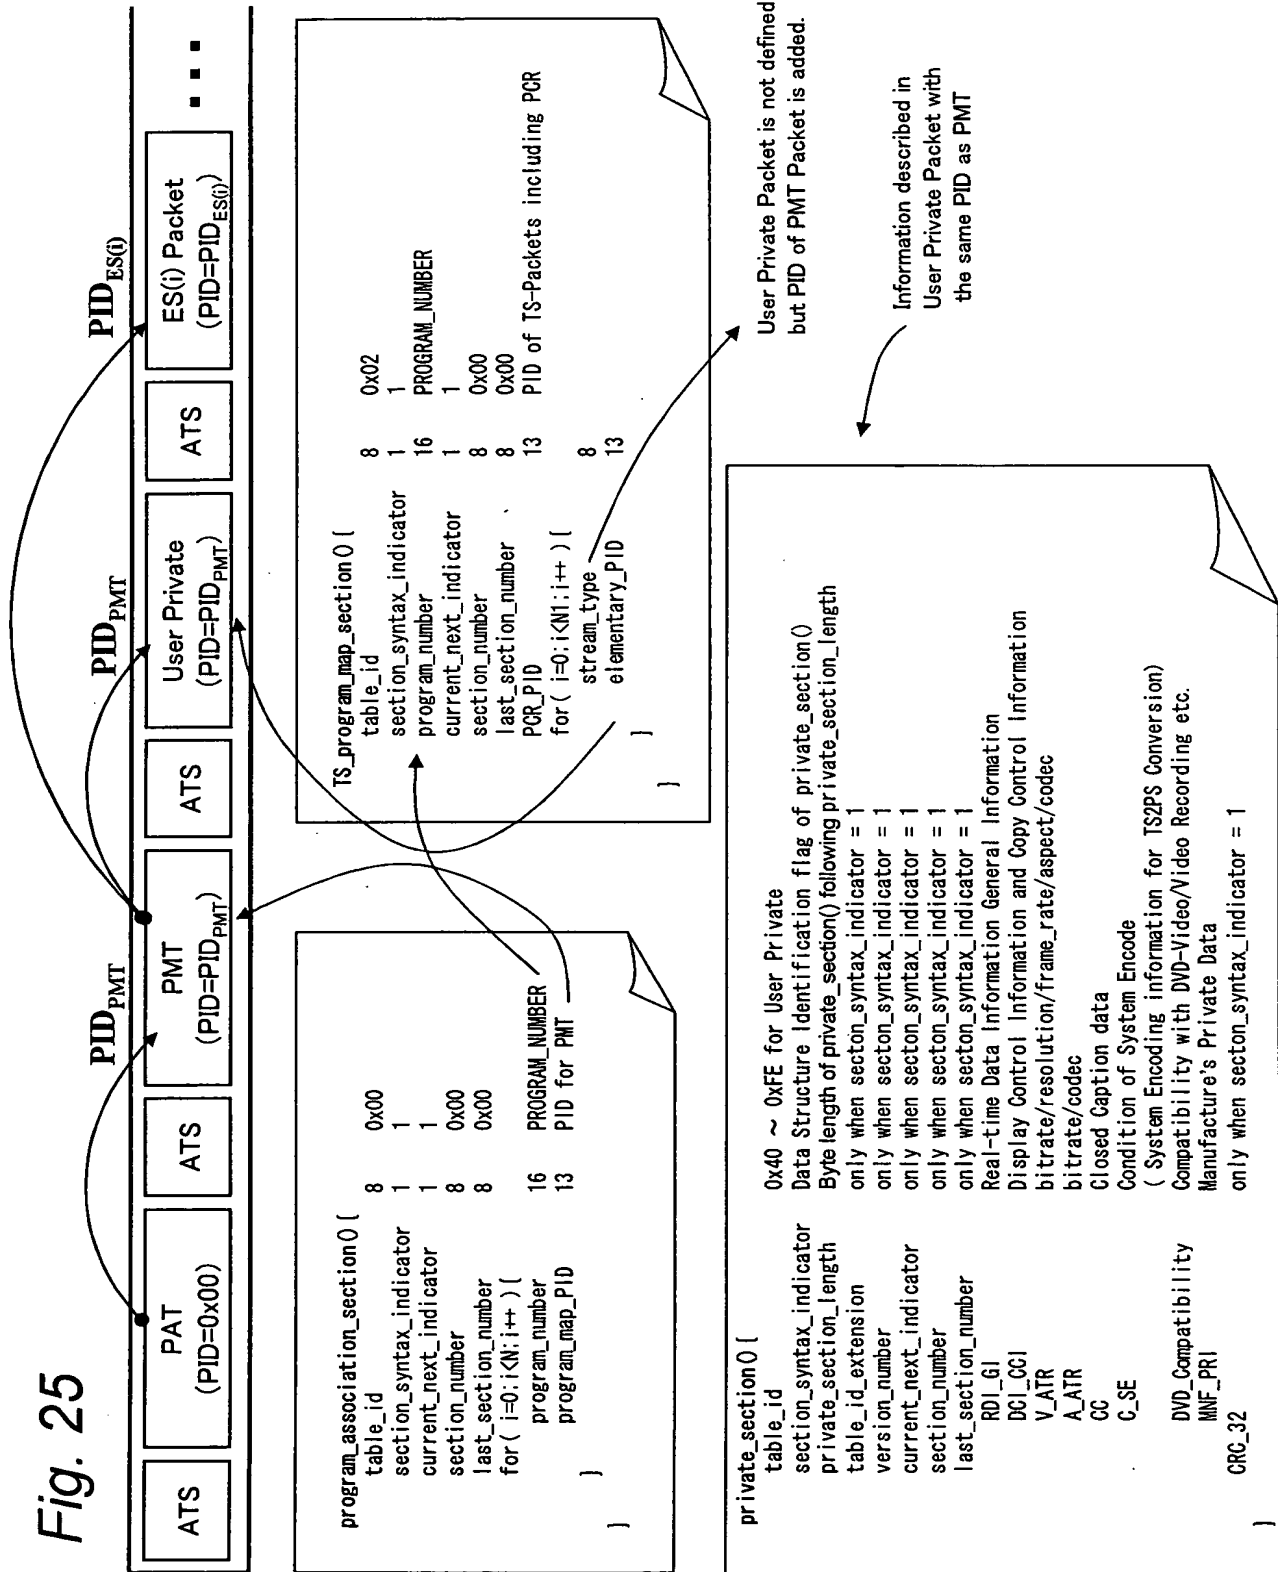 Fig. 25
PID_PMT
PID_PMT
PID_ES(i)
ATS
PAT
(PID=0x00)
ATS
PMT
(PID=PID_PMT)
ATS
User Private
(PID=PID_PMT)
ATS
ES(i) Packet
(PID=PID_ES(i))
program_association_section() {
table_id 8 0x00
section_syntax_indicator 1 1
current_next_indicator 1 1
section_number 8 0x00
last_section_number 8 0x00
for( i=0;i<N;i++ ) {
program_number 16 PROGRAM_NUMBER
program_map_PID 13 PID for PMT
}
TS_program_map_section() {
table_id 8 0x02
section_syntax_indicator 1 1
program_number 16 PROGRAM_NUMBER
current_next_indicator 1 1
section_number 8 0x00
last_section_number 8 0x00
PCR_PID 13 PID of TS-Packets including PCR
for( i=0;i<N1;i++ ) {
stream_type 8
elementary_PID 13
}
User Private Packet is not defined
but PID of PMT Packet is added.
private_section() {
table_id 0x40 ~ 0xFE for User Private
section_syntax_indicator Data Structure Identification flag of private_section()
private_section_length Byte length of private_section() following private_section_length
table_id_extension only when secton_syntax_indicator = 1
version_number only when secton_syntax_indicator = 1
current_next_indicator only when secton_syntax_indicator = 1
section_number only when secton_syntax_indicator = 1
last_section_number only when secton_syntax_indicator = 1
RDI_GI Real-time Data Information General Information
DCI_CCI Display Control Information and Copy Control Information
V_ATR bitrate/resolution/frame_rate/aspect/codec
A_ATR bitrate/codec
CC Closed Caption data
C_SE Condition of System Encode
( System Encoding information for TS2PS Conversion)
DVD_Compatibility Compatibility with DVD-Video/Video Recording etc.
MNF_PRI Manufacture's Private Data
CRC_32 only when secton_syntax_indicator = 1
}
Information described in
User Private Packet with
the same PID as PMT